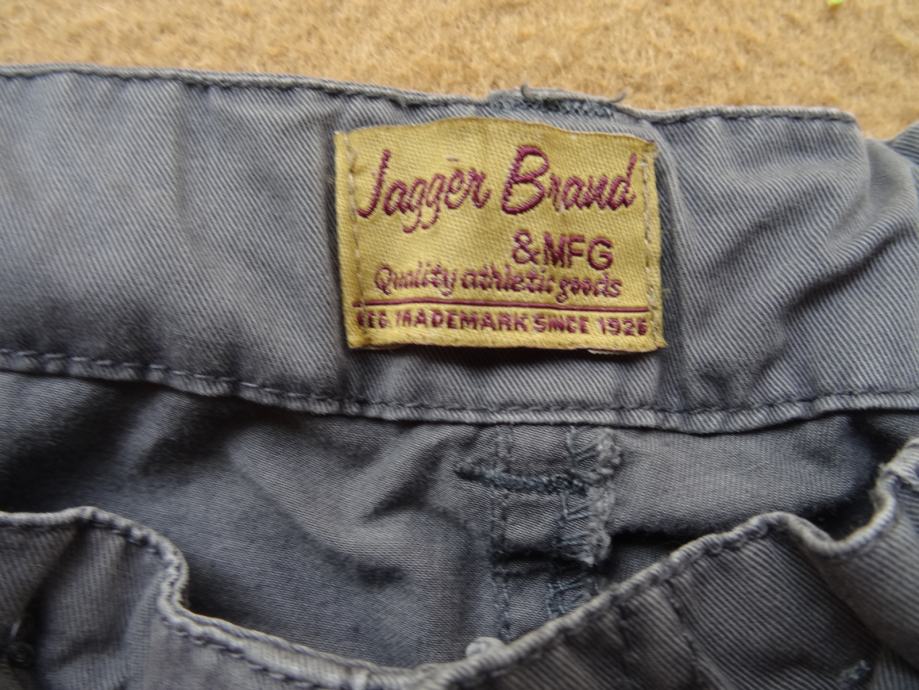 Jagger Brand
&MFG
Quality athletic goods
REG TRADEMARK SINCE 1926